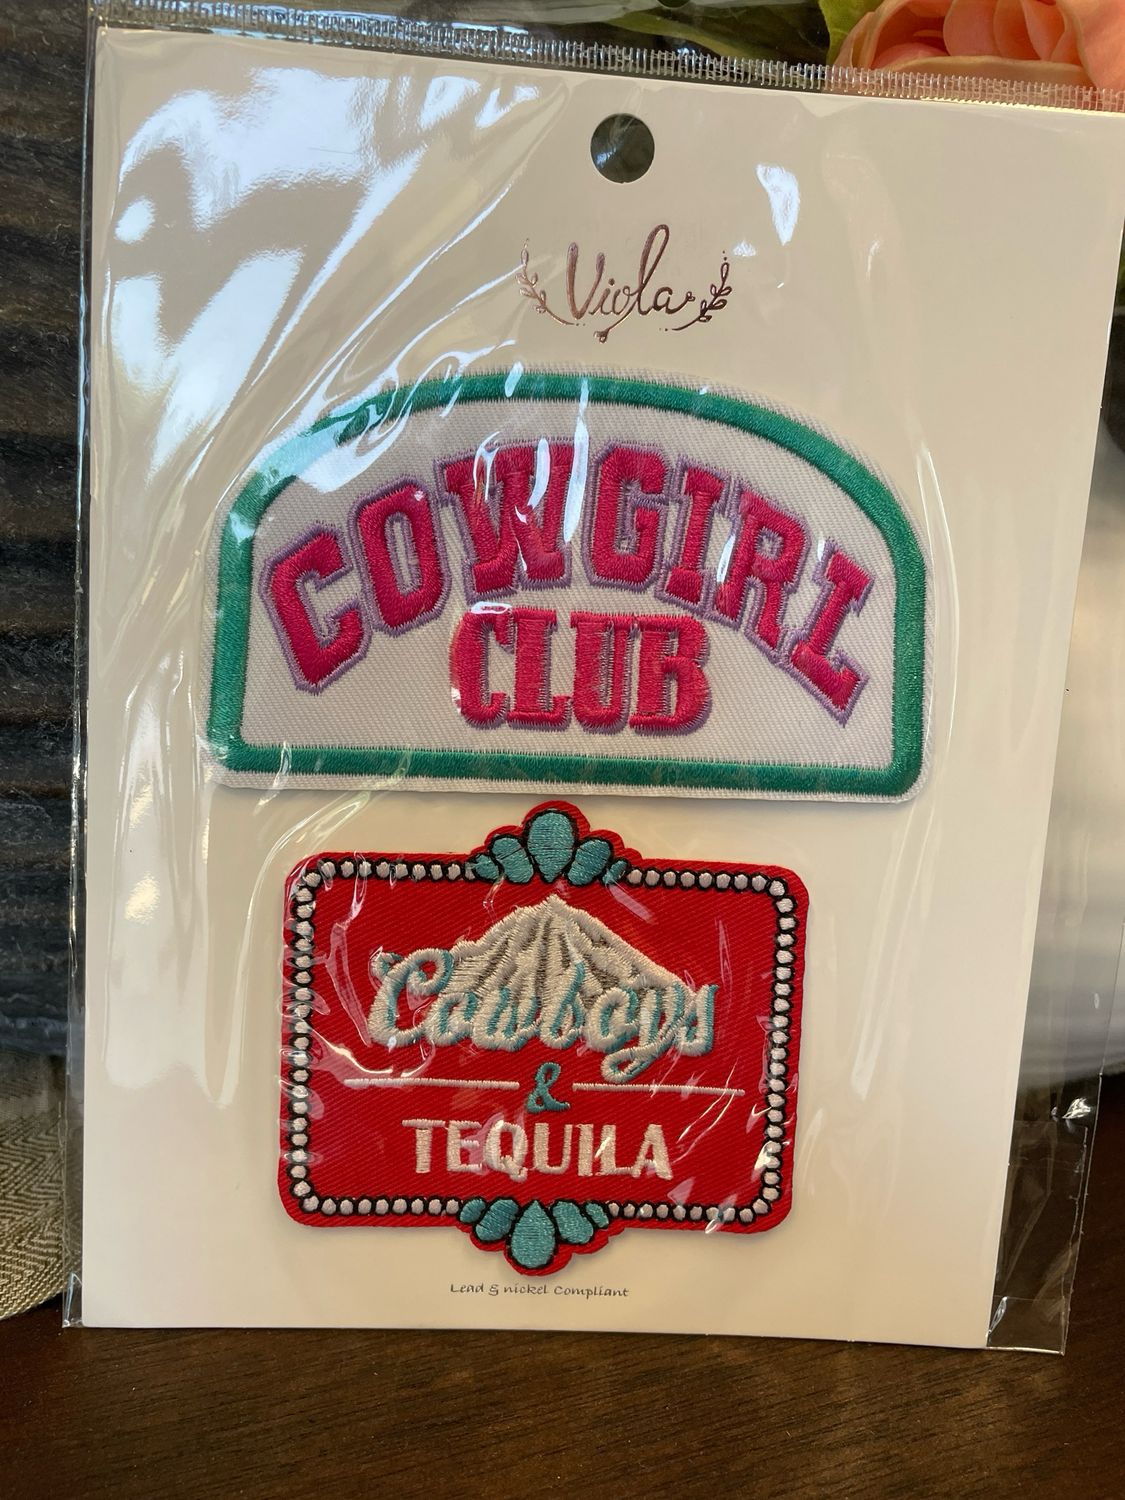 Viola
COWGIRL
CLUB
Cowboys
&
TEQUILA
Lead & nickel Compliant